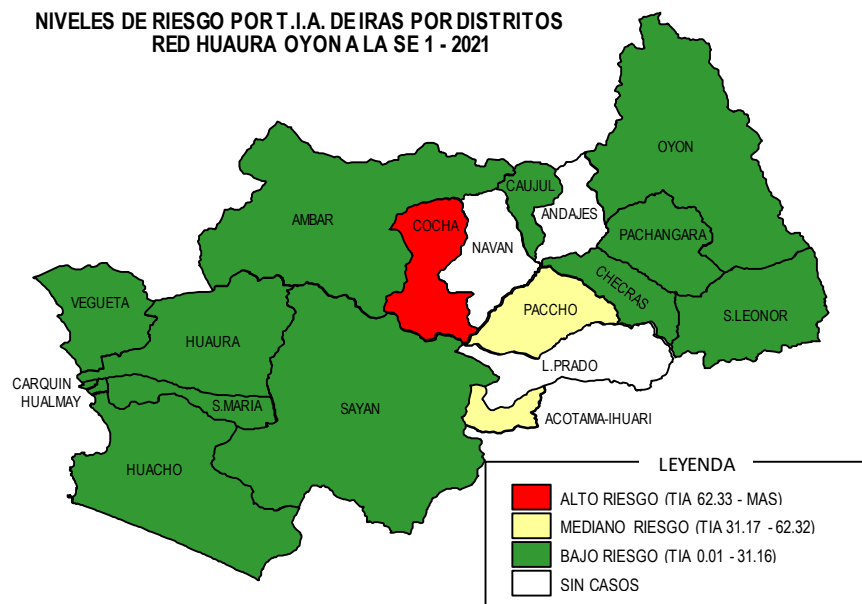 NIVELES DE RIESGO POR T.I.A. DE IRAS POR DISTRITOS
RED HUAURA OYON A LA SE 1 - 2021
OYON
CAUJUL
ANDAJES
AMBAR
COCHA
NAVAN
PACHANGARA
CHECRAS
VEGUETA
PACCHO
S.LEONOR
HUAURA
L.PRADO
CARQUIN
HUALMAY
S.MARIA
SAYAN
ACOTAMA-IHUARI
HUACHO
LEYENDA
ALTO RIESGO (TIA 62.33 - MAS)
MEDIANO RIESGO (TIA 31.17 - 62.32)
BAJO RIESGO (TIA 0.01 - 31.16)
SIN CASOS